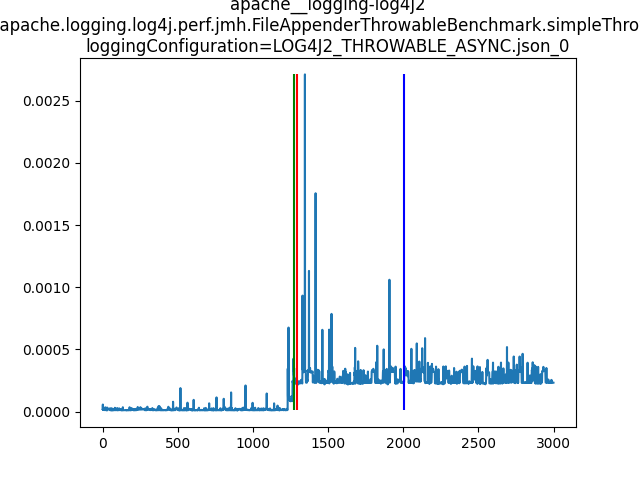 apache__logging-log4j2
apache.logging.log4j.perf.jmh.FileAppenderThrowableBenchmark.simpleThro
loggingConfiguration=LOG4J2_THROWABLE_ASYNC.json_0
0.0025
0.0020
0.0015
0.0010
0.0005
0.0000
0 500 1000 1500 2000 2500 3000